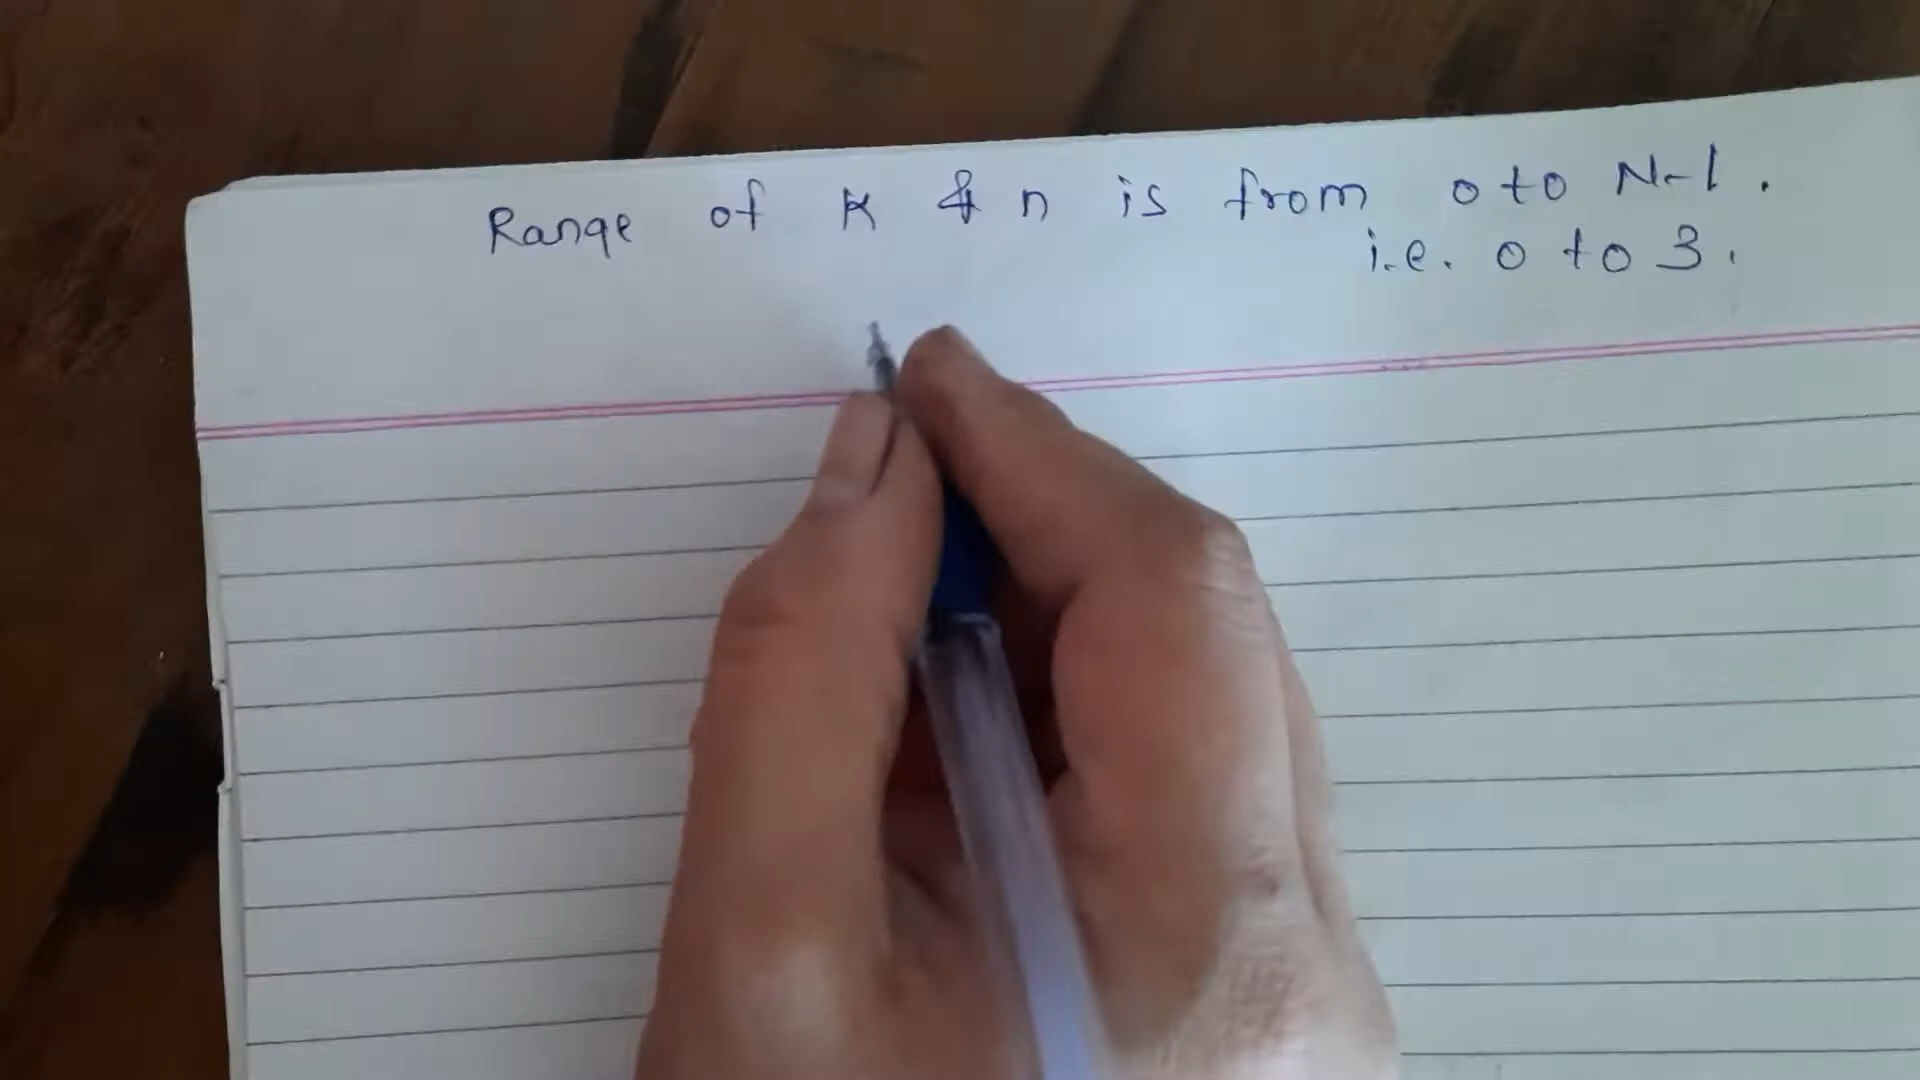 Range of K & n is from 0 to N-1.
i.e. 0 to 3.